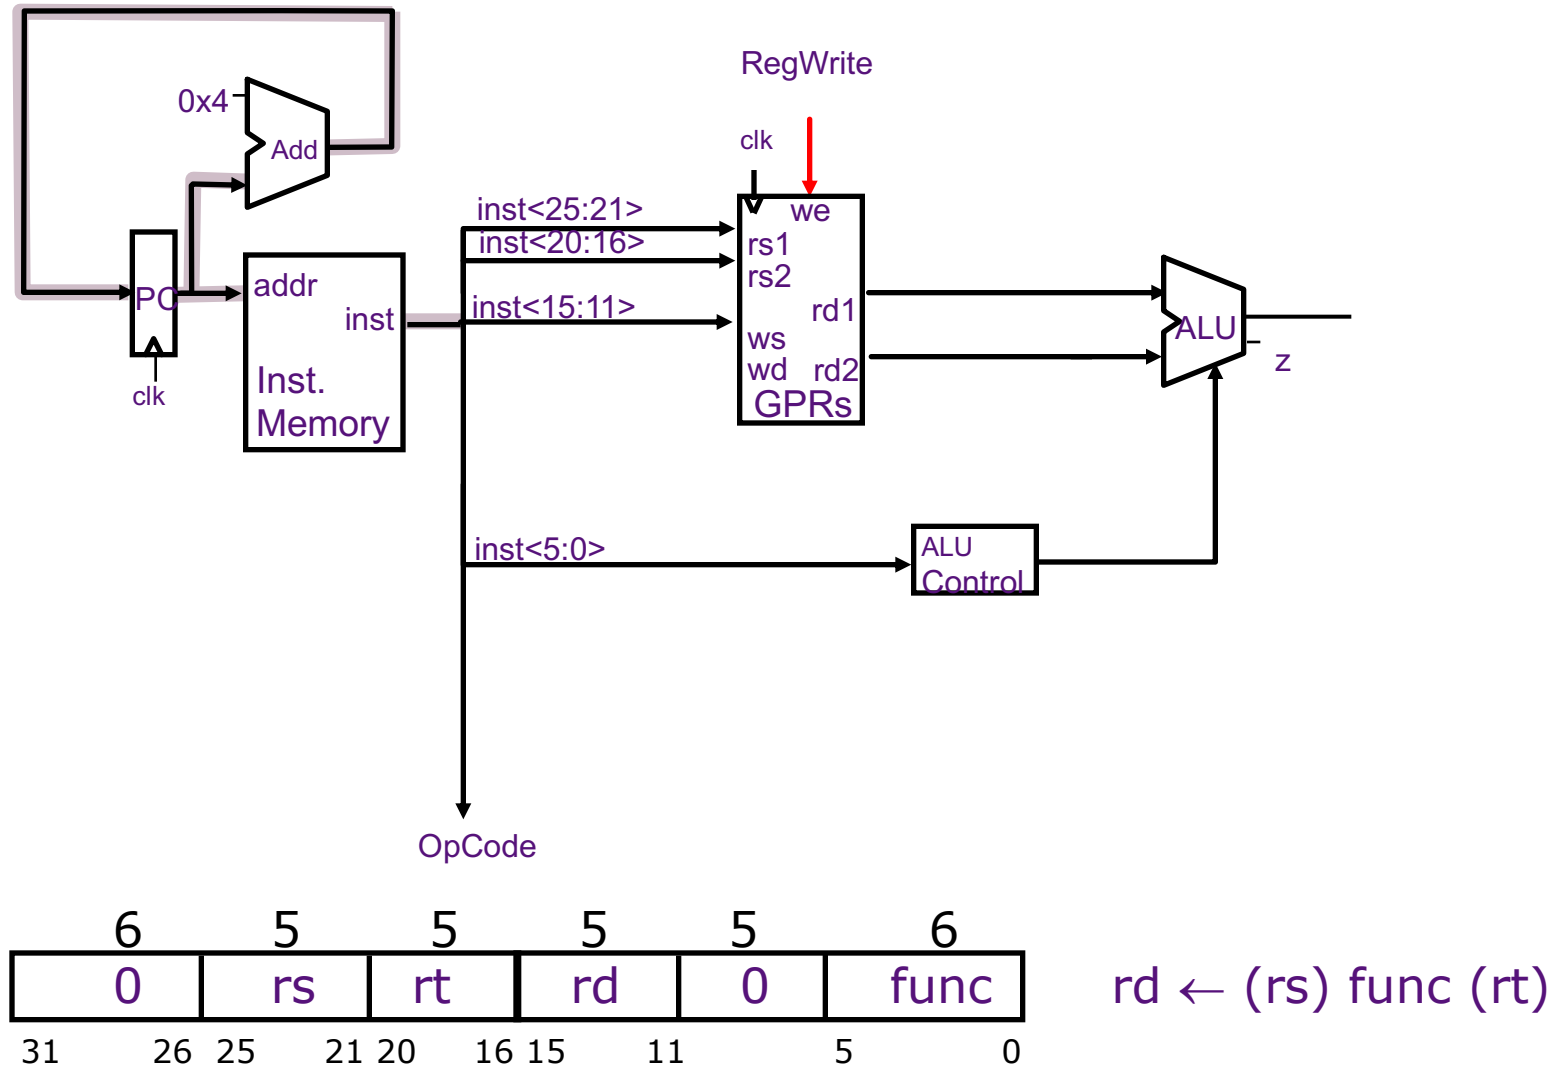 RegWrite
0x4
Add
clk
inst<25:21>
we
inst<20:16>
rs1
rs2
PC
addr
inst<15:11>
rd1
inst
ws
ALU
wd
rd2
z
clk
Inst.
GPRs
Memory
inst<5:0>
ALU
Control
OpCode
6 5 5 5 5 6
0 rs rt rd 0 func
rd ← (rs) func (rt)
31 26 25 21 20 16 15 11 5 0